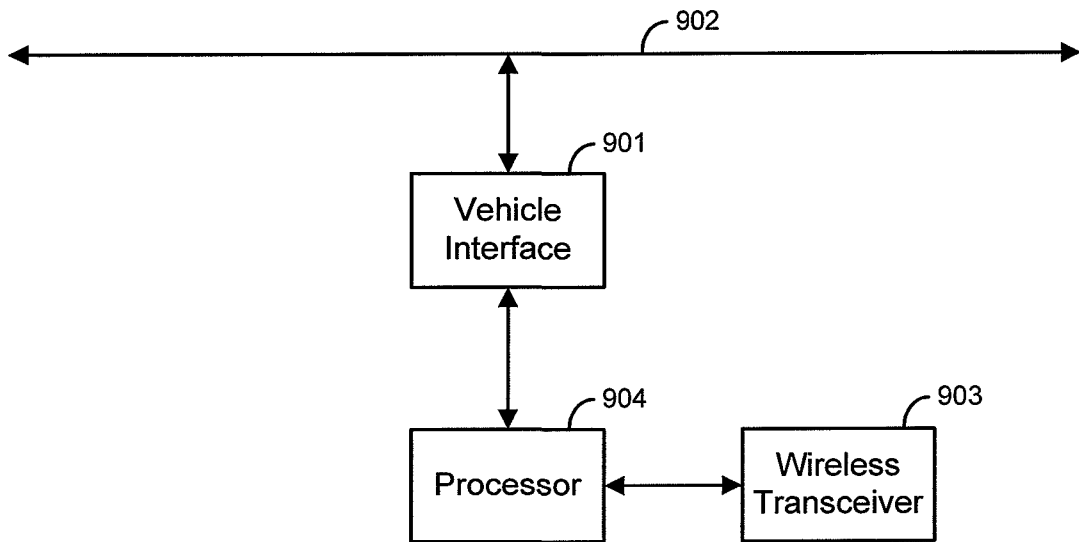 902
901
Vehicle
Interface
904
903
Processor
Wireless
Transceiver